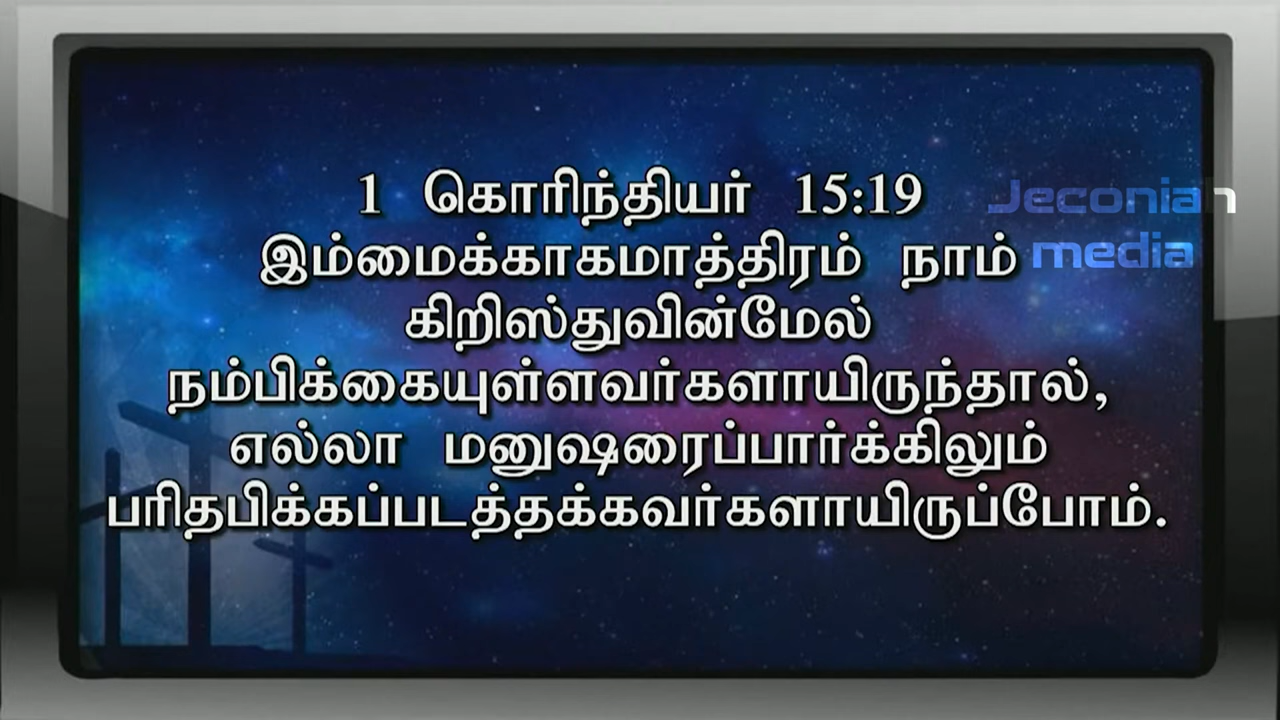 1 கொரிந்தியர் 15:19
இம்மைக்காகமாத்திரம் நாம்
கிறிஸ்துவின்மேல்
நம்பிக்கையுள்ளவர்களாயிருந்தால்,
எல்லா மனுஷரைப்பார்க்கிலும்
பரிதபிக்கப்படத்தக்கவர்களாயிருப்போம்.
Jeconiah
media